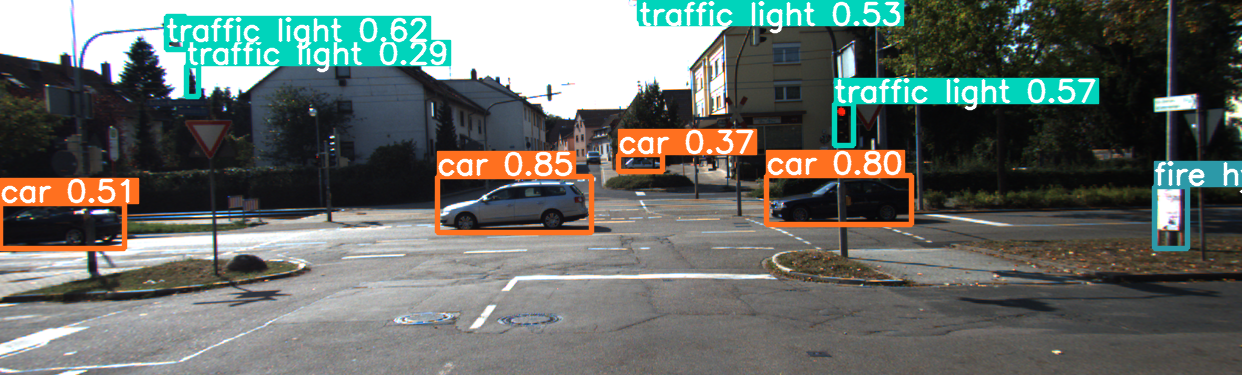 traffic light 0.53
traffic light 0.62
traffic light 0.29
traffic light 0.57
car 0.37
car 0.85
car 0.80
fire h
car 0.51